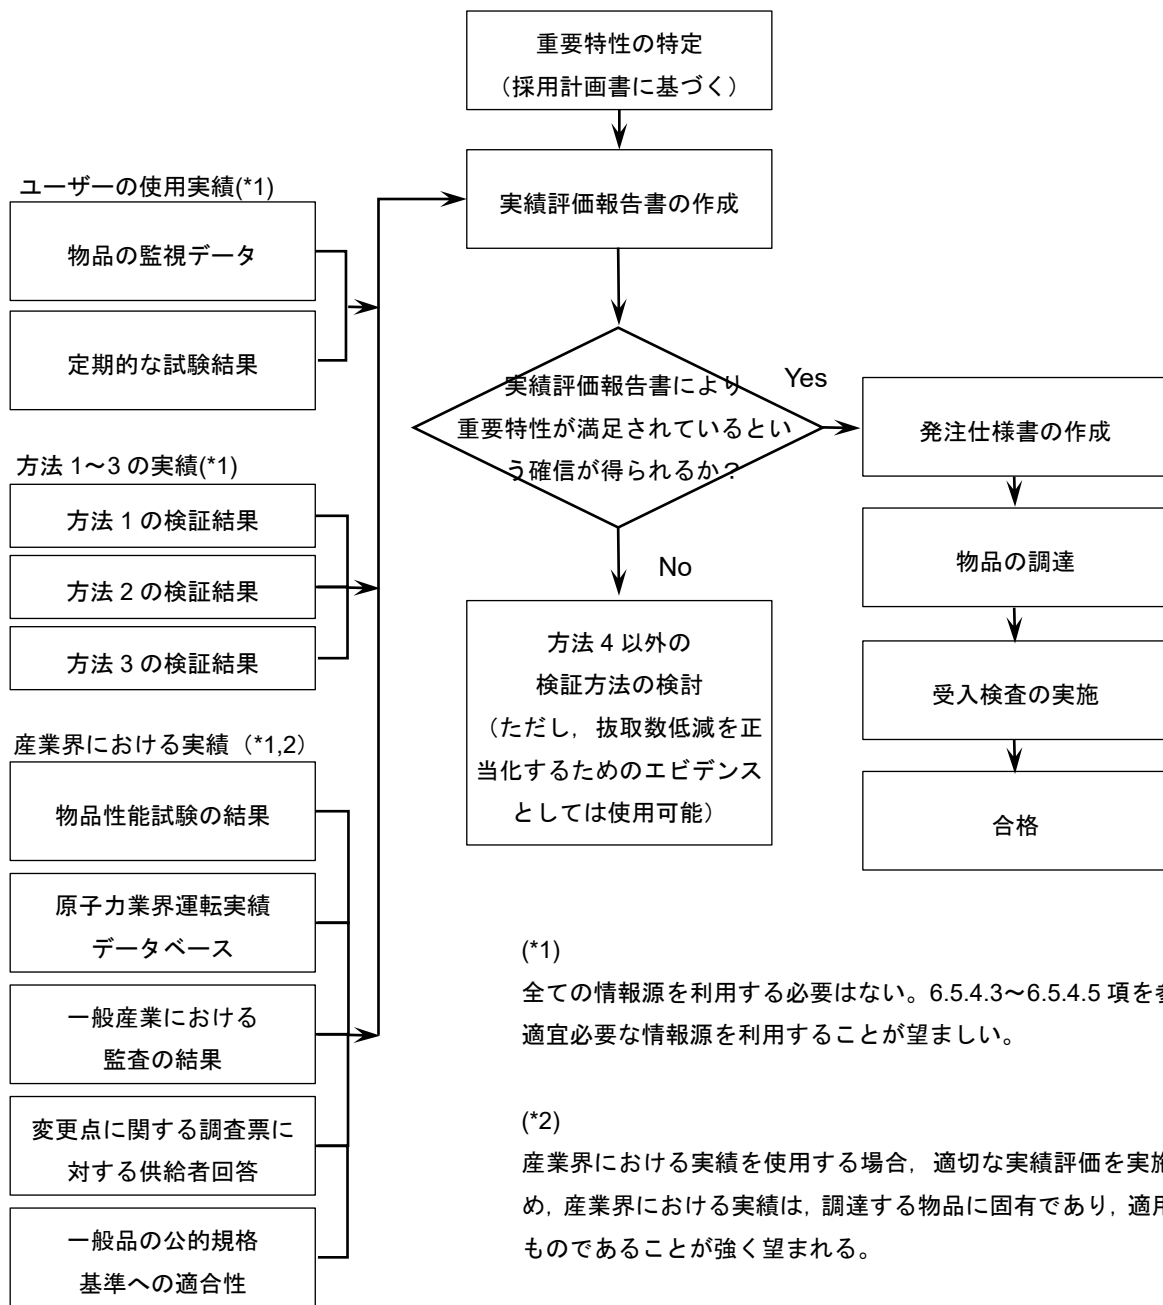 重要特性の特定
（採用計画書に基づく）
実績評価報告書の作成
ユーザーの使用実績(*1)
物品の監視データ
定期的な試験結果
実績評価報告書により
重要特性が満足されているとい
う確信が得られるか？
Yes
No
発注仕様書の作成
物品の調達
受入検査の実施
合格
方法 4 以外の
検証方法の検討
（ただし，抜取数低減を正
当化するためのエビデンス
としては使用可能）
方法 1～3 の実績(*1)
方法 1 の検証結果
方法 2 の検証結果
方法 3 の検証結果
産業界における実績（*1,2）
物品性能試験の結果
原子力業界運転実績
データベース
一般産業における
監査の結果
変更点に関する調査票に
対する供給者回答
一般品の公的規格
基準への適合性
(*1)
全ての情報源を利用する必要はない。6.5.4.3～6.5.4.5 項を
適宜必要な情報源を利用することが望ましい。
(*2)
産業界における実績を使用する場合，適切な実績評価を実施
め，産業界における実績は，調達する物品に固有であり，適用
ものであることが強く望まれる。